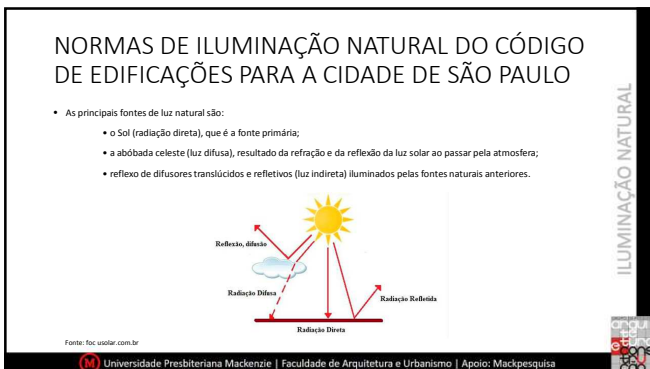 NORMAS DE ILUMINAÇÃO NATURAL DO CÓDIGO
DE EDIFICAÇÕES PARA A CIDADE DE SÃO PAULO
• As principais fontes de luz natural são:
• o Sol (radiação direta), que é a fonte primária;
• a abóbada celeste (luz difusa), resultado da refração e da reflexão da luz solar ao passar pela atmosfera;
• reflexo de difusores translúcidos e refletivos (luz indireta) iluminados pelas fontes naturais anteriores.
Reflexão, difusão
Radiação Difusa
Radiação Refletida
Radiação Direta
Fonte: foc usolar.com.br
ILUMINAÇÃO NATURAL
M Universidade Presbiteriana Mackenzie | Faculdade de Arquitetura e Urbanismo | Apoio: Mackpesquisa